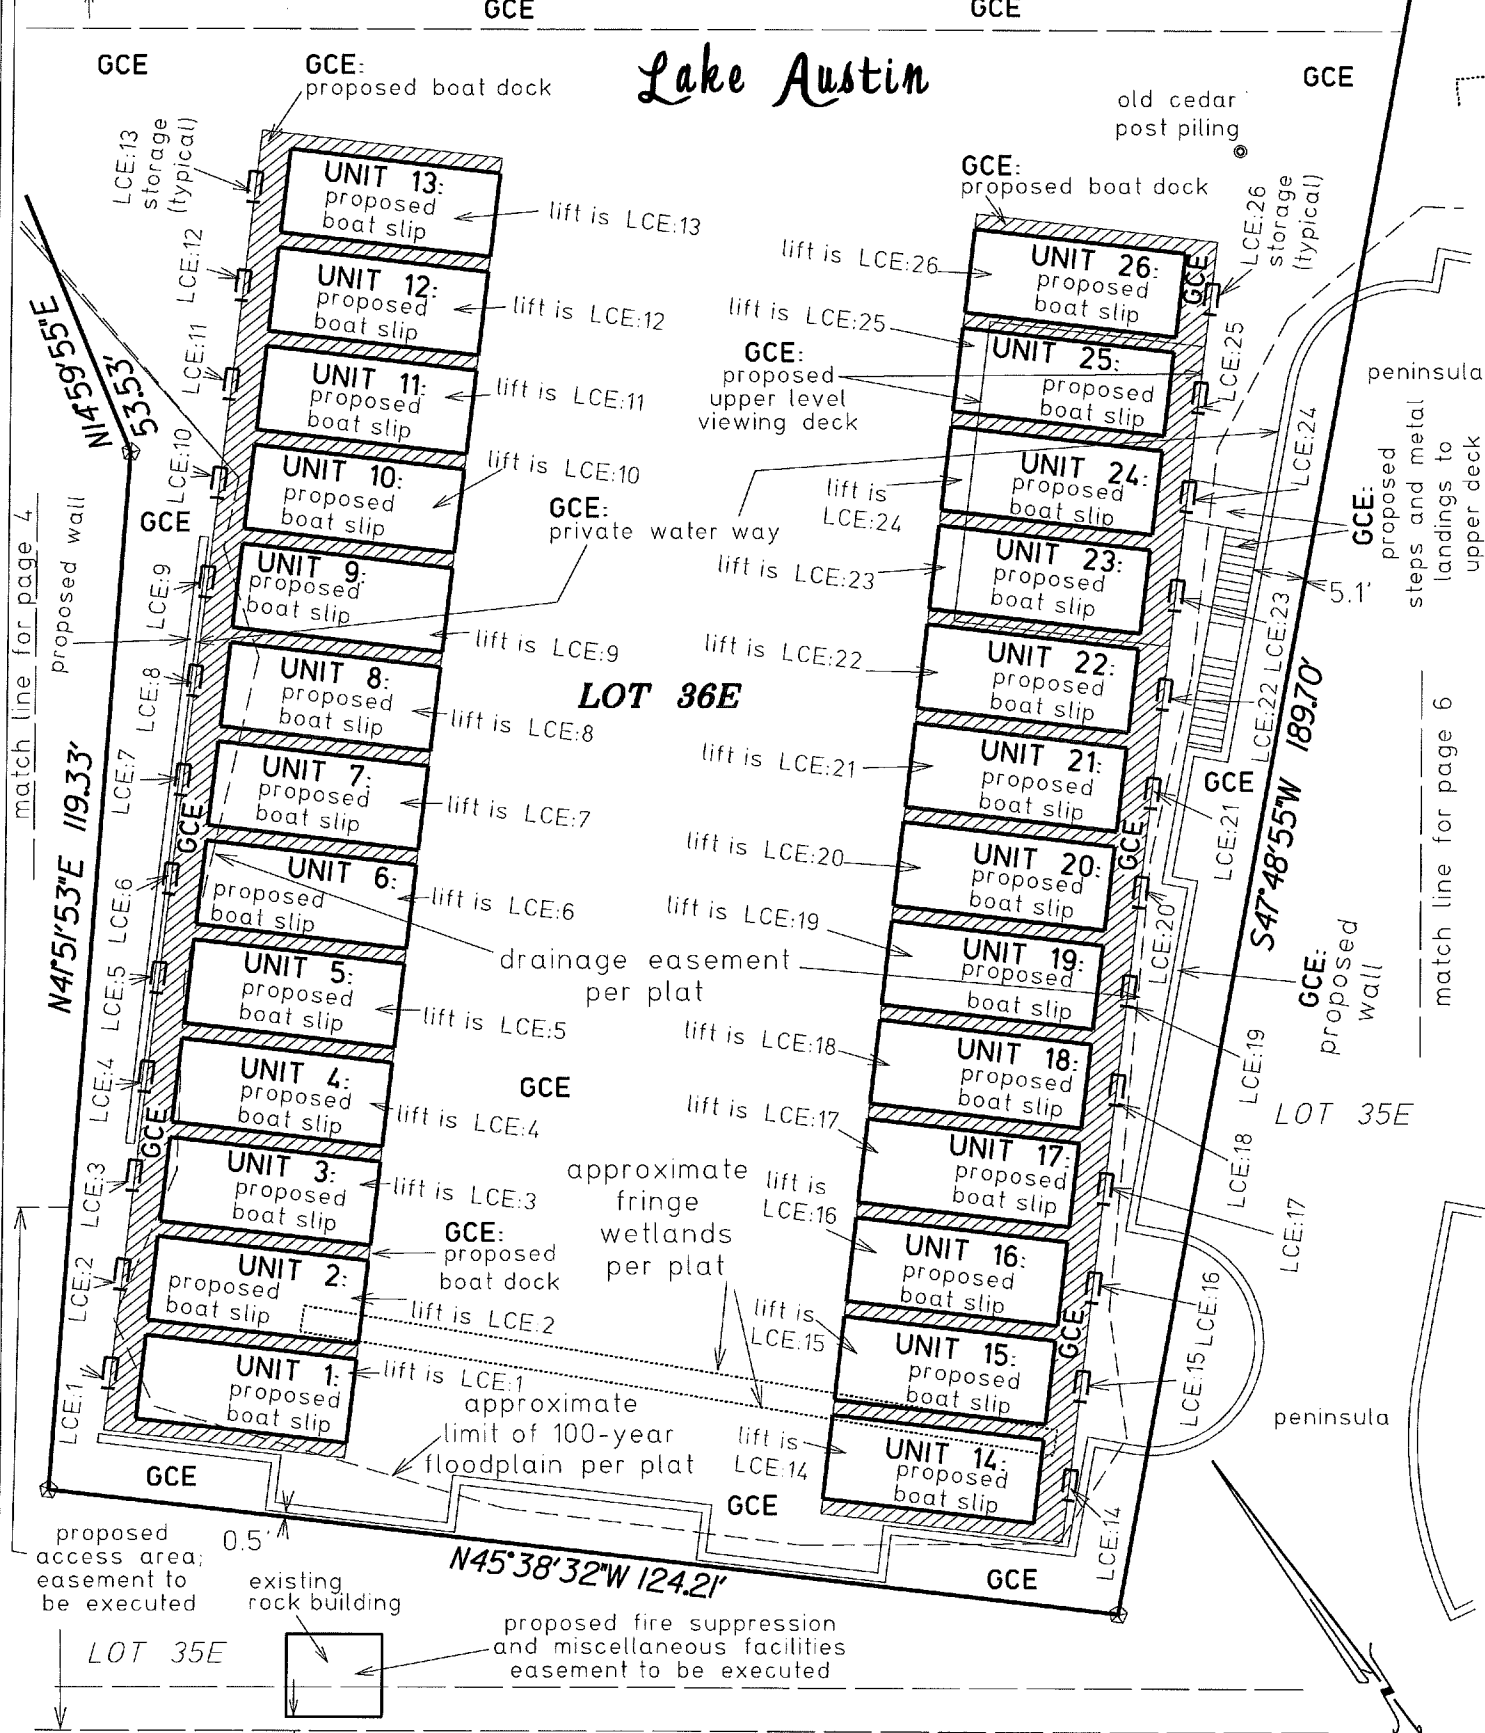 GCE
GCE
GCE
GCE:
proposed boat dock
Lake Austin
GCE
old cedar
post piling
LCE:13
storage
(typical)
UNIT 13:
proposed
boat slip
lift is LCE:13
GCE:
proposed boat dock
LCE:26
storage
(typical)
LCE:12
UNIT 12:
proposed
boat slip
lift is LCE:12
lift is LCE:26
UNIT 26:
proposed
boat slip
GCE
N14°59'55"E
53.53'
LCE:11
UNIT 11:
proposed
boat slip
lift is LCE:11
lift is LCE:25
UNIT 25:
proposed
boat slip
LCE:25
GCE:
proposed
upper level
viewing deck
peninsula
LCE:10
UNIT 10:
proposed
boat slip
lift is LCE:10
lift is
LCE:24
UNIT 24:
proposed
boat slip
LCE:24
GCE:
proposed
steps and metal
landings to
upper deck
GCE
GCE:
private water way
match line for page 4
proposed wall
LCE:9
UNIT 9:
proposed
boat slip
lift is LCE:9
lift is LCE:23
UNIT 23:
proposed
boat slip
LCE:23
5.1'
LCE:8
UNIT 8:
proposed
boat slip
lift is LCE:8
LOT 36E
lift is LCE:22
UNIT 22:
proposed
boat slip
LCE:22
S47°48'55"W 189.70'
match line for page 6
N41°51'53"E 119.33'
LCE:7
UNIT 7:
proposed
boat slip
lift is LCE:7
lift is LCE:21
UNIT 21:
proposed
boat slip
LCE:21
GCE
GCE
GCE
LCE:6
UNIT 6:
proposed
boat slip
lift is LCE:6
lift is LCE:20
UNIT 20:
proposed
boat slip
LCE:20
LCE:5
UNIT 5:
proposed
boat slip
lift is LCE:5
drainage easement
per plat
lift is LCE:19
UNIT 19:
proposed
boat slip
LCE:19
GCE:
proposed
wall
LCE:4
UNIT 4:
proposed
boat slip
lift is LCE:4
GCE
GCE
lift is LCE:18
UNIT 18:
proposed
boat slip
LCE:18
LOT 35E
LCE:3
UNIT 3:
proposed
boat slip
lift is LCE:3
lift is LCE:17
UNIT 17:
proposed
boat slip
LCE:17
approximate
fringe
wetlands
per plat
GCE:
proposed
boat dock
LCE:2
UNIT 2:
proposed
boat slip
lift is LCE:2
lift is
LCE:16
UNIT 16:
proposed
boat slip
LCE:16
GCE
LCE:1
UNIT 1:
proposed
boat slip
lift is LCE:1
lift is
LCE:15
UNIT 15:
proposed
boat slip
LCE:15
peninsula
approximate
limit of 100-year
floodplain per plat
lift is
LCE:14
UNIT 14:
proposed
boat slip
LCE:14
GCE
GCE
GCE
0.5'
N45°38'32"W 124.21'
proposed
access area;
easement to
be executed
existing
rock building
proposed fire suppression
and miscellaneous facilities
easement to be executed
LOT 35E